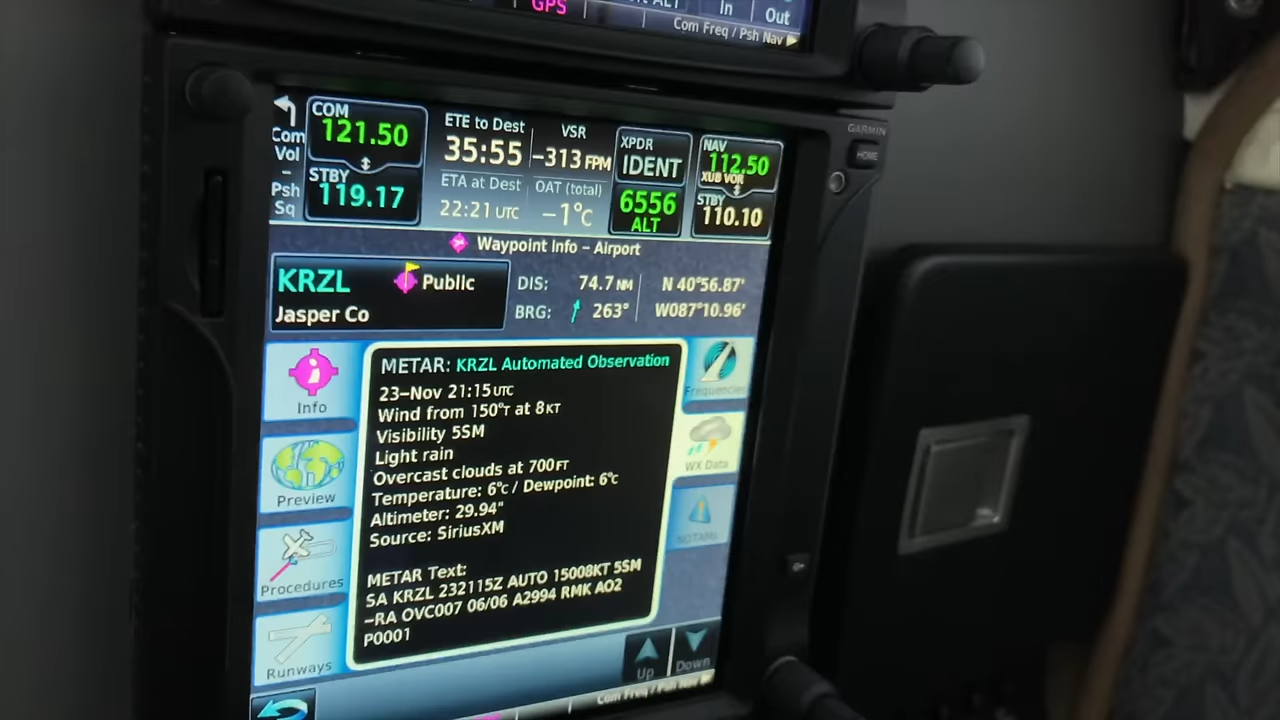 GPS
ALT
In
Out
Com Freq / Psh Nav
GARMIN
HOME
Com
Vol
-
Psh
Sq
COM
121.50
STBY
119.17
ETE to Dest
35:55
ETA at Dest
22:21 UTC
VSR
-313 FPM
OAT (total)
-1°C
XPDR
IDENT
6556
ALT
NAV
112.50
XUB VOR
STBY
110.10
Waypoint Info – Airport
KRZL
Public
Jasper Co
DIS: 74.7 NM
BRG: 263°
N 40°56.87'
W087°10.96'
Info
Preview
Procedures
Runways
METAR: KRZL Automated Observation
23-Nov 21:15 UTC
Wind from 150°T at 8KT
Visibility 5SM
Light rain
Overcast clouds at 700FT
Temperature: 6°C / Dewpoint: 6°C
Altimeter: 29.94"
Source: SiriusXM
METAR Text:
SA KRZL 232115Z AUTO 15008KT 5SM
-RA OVC007 06/06 A2994 RMK AO2
P0001
Frequencies
WX Data
NOTAMs
Up
Down
Com Freq / Psh Nav